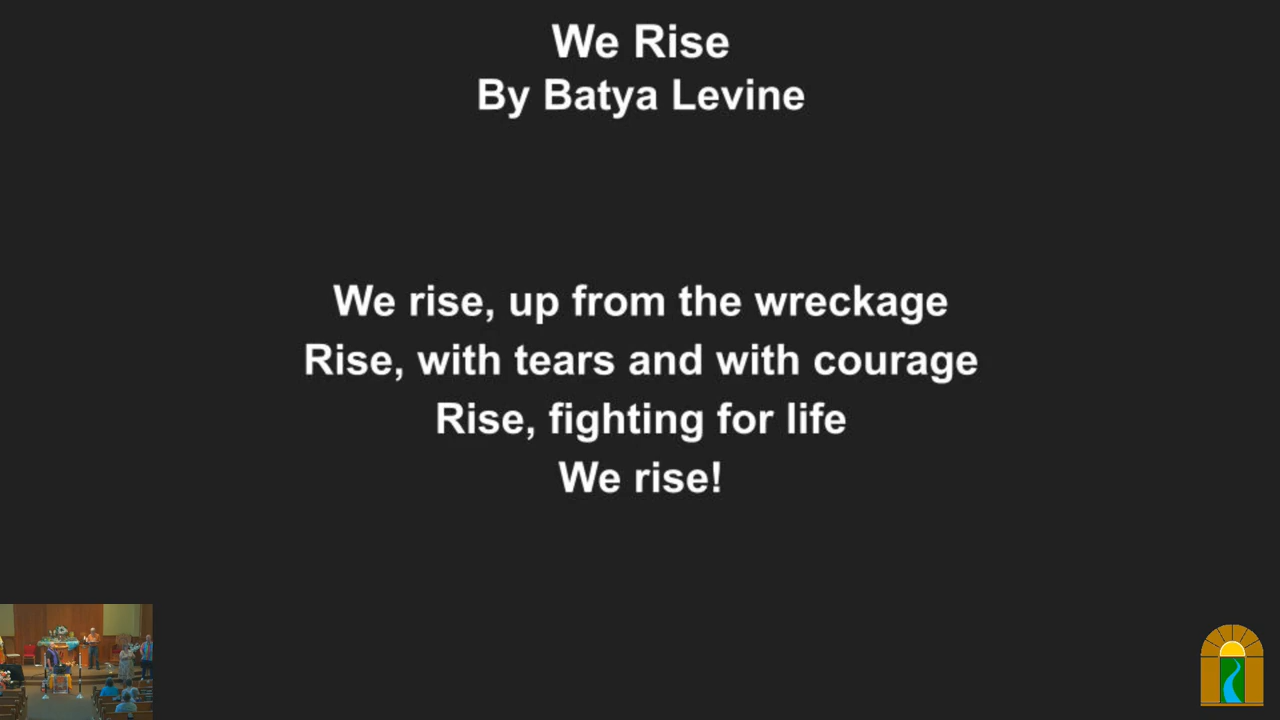 We Rise
By Batya Levine
We rise, up from the wreckage
Rise, with tears and with courage
Rise, fighting for life
We rise!